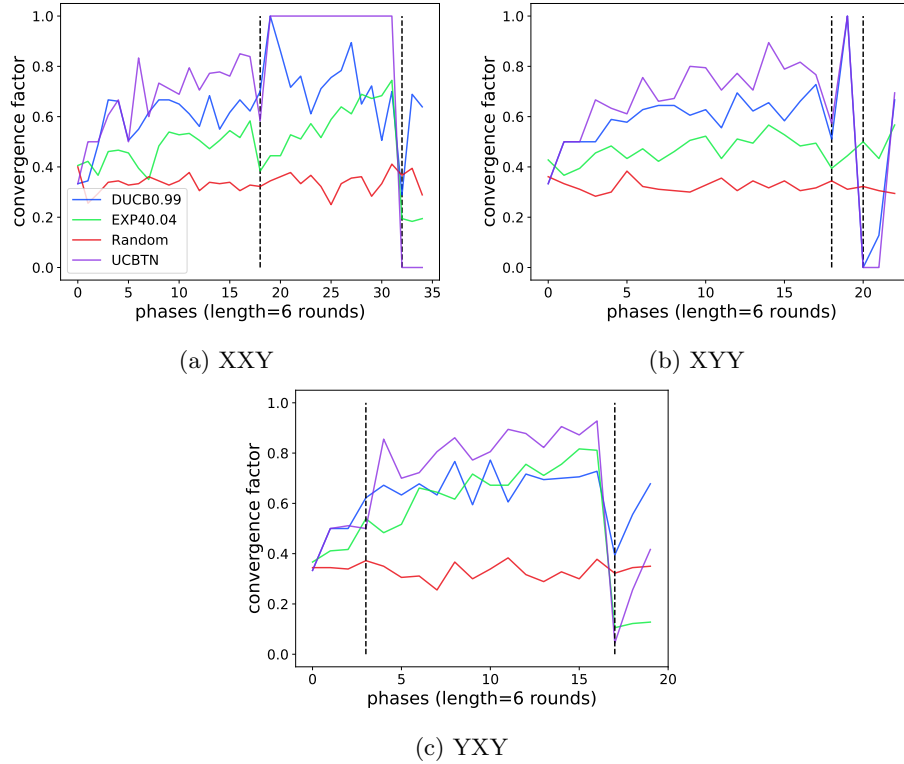 1.0
0.8
0.6
0.4
0.2
0.0
convergence factor
DUCB0.99
EXP40.04
Random
UCBTN
0 5 10 15 20 25 30 35
phases (length=6 rounds)
(a) XXY
1.0
0.8
0.6
0.4
0.2
0.0
convergence factor
0 5 10 15 20
phases (length=6 rounds)
(b) XYY
1.0
0.8
0.6
0.4
0.2
0.0
convergence factor
0 5 10 15 20
phases (length=6 rounds)
(c) YXY